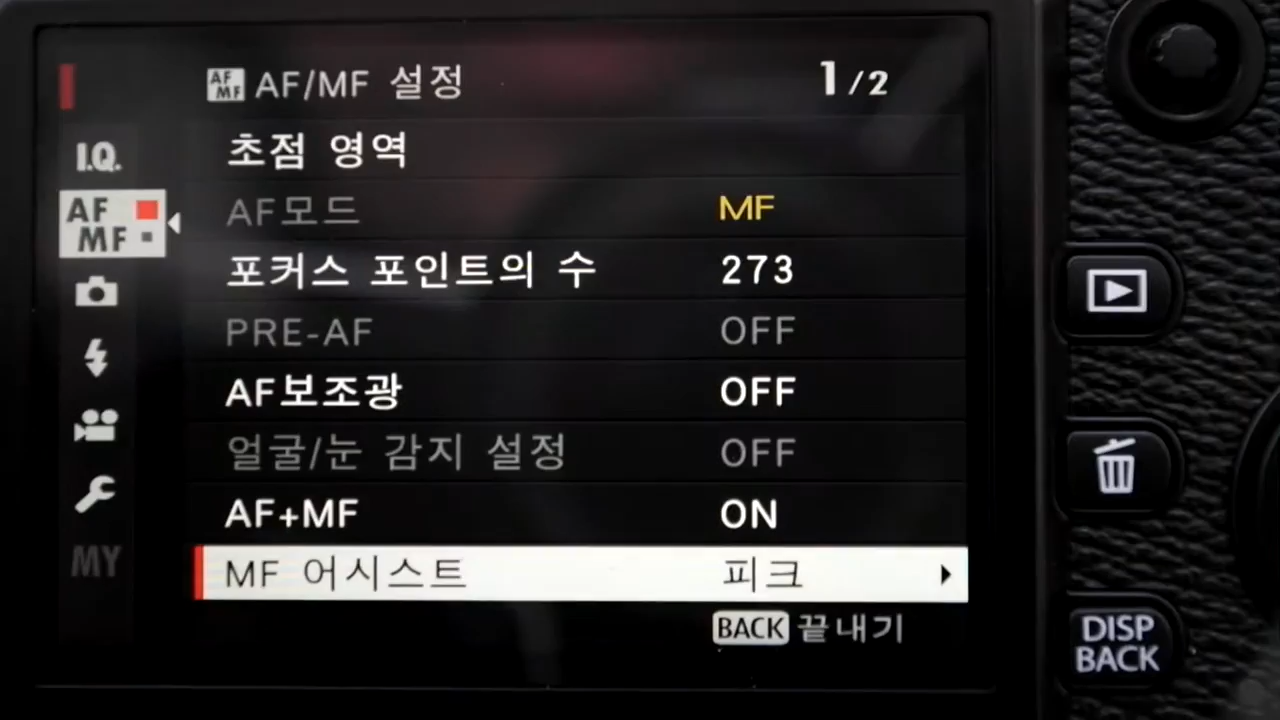 AF MF AF/MF 설정 1/2
I.Q.
AF
MF
MY
초점 영역
AF모드 MF
포커스 포인트의 수 273
PRE-AF OFF
AF보조광 OFF
얼굴/눈 감지 설정 OFF
AF+MF ON
MF 어시스트 피크
BACK 끝내기
DISP
BACK